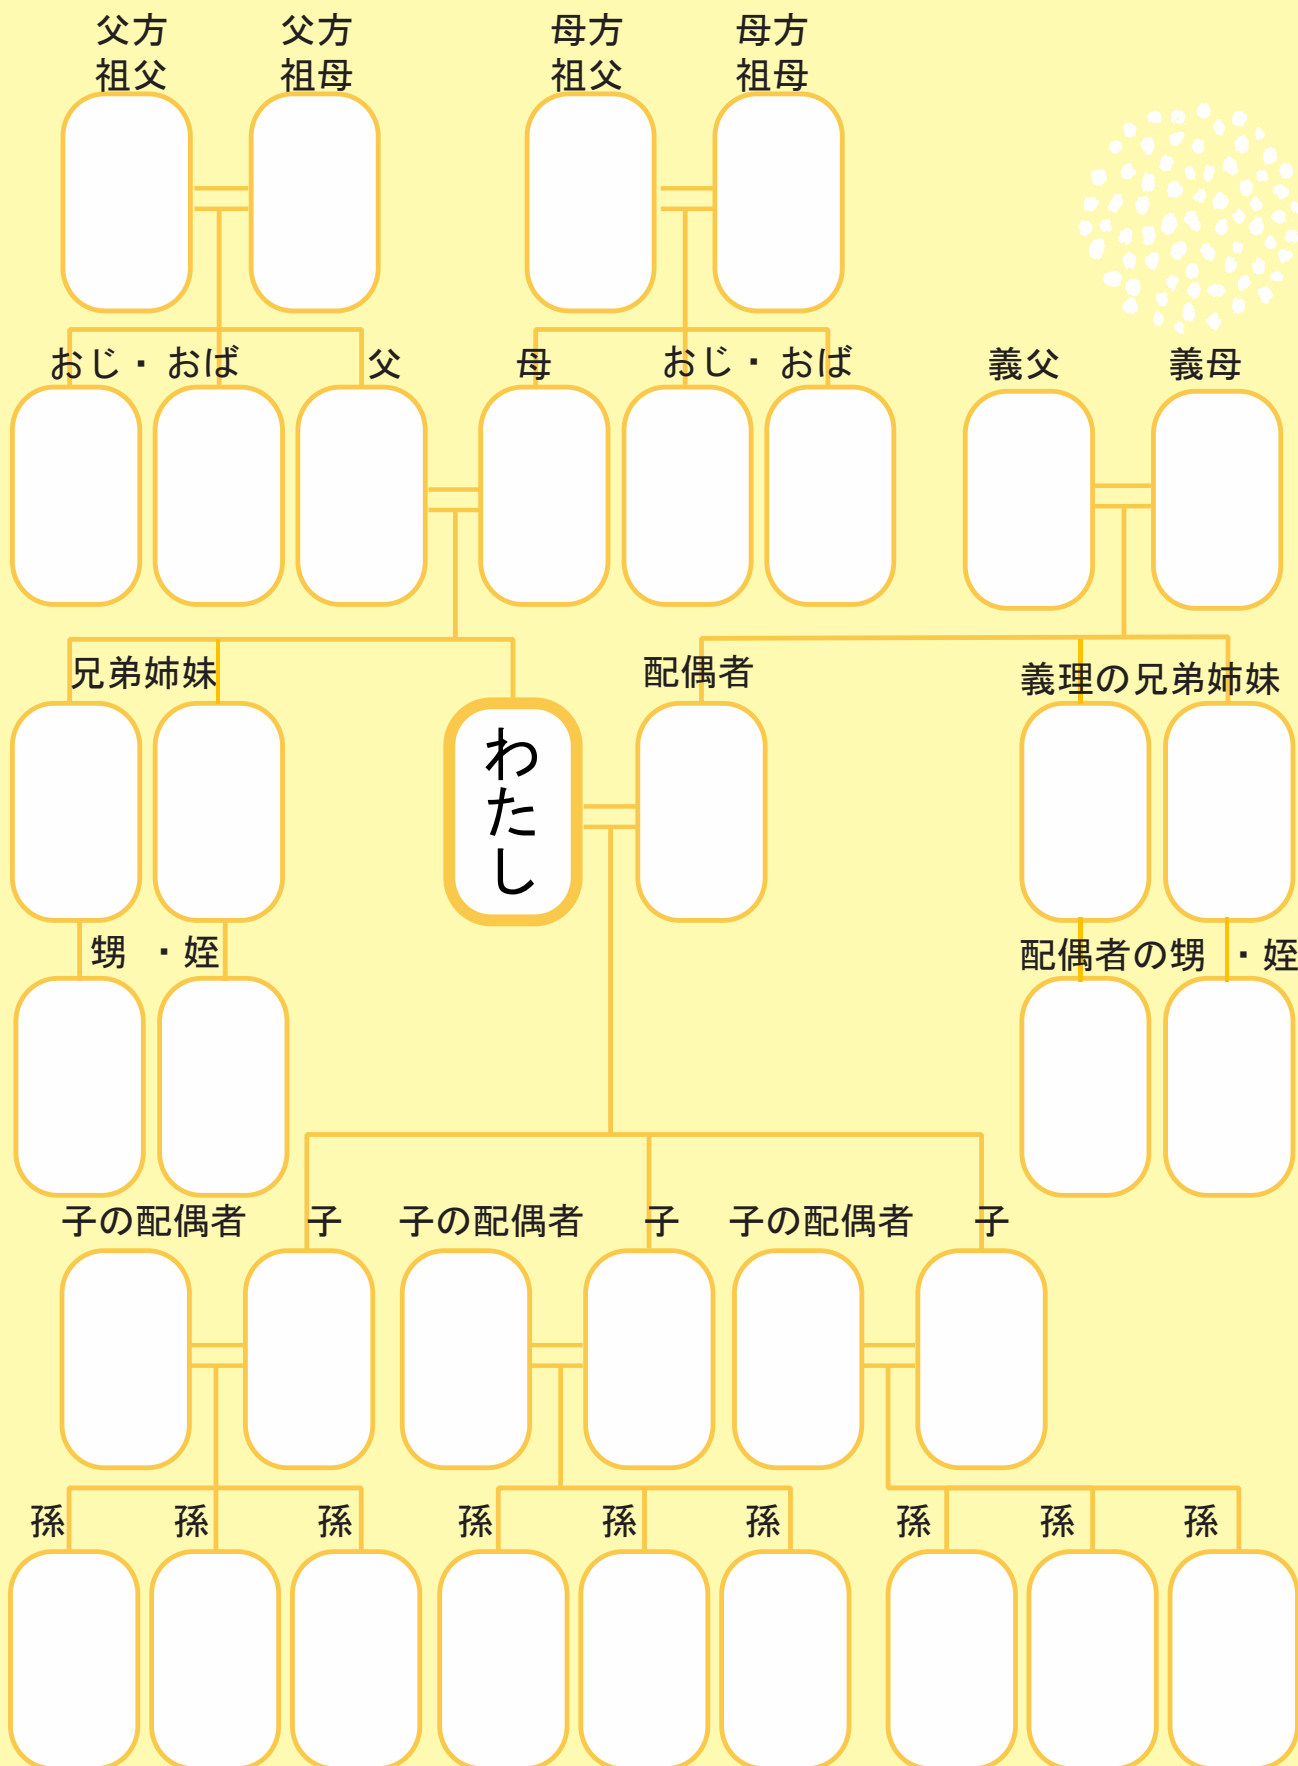 父方 父方 母方 母方
祖父 祖母 祖父 祖母
おじ・おば 父 母 おじ・おば 義父 義母
兄弟姉妹 配偶者 義理の兄弟姉妹
わたし
甥 ・姪 配偶者の甥 ・姪
子の配偶者 子 子の配偶者 子 子の配偶者 子
孫 孫 孫 孫 孫 孫 孫 孫 孫